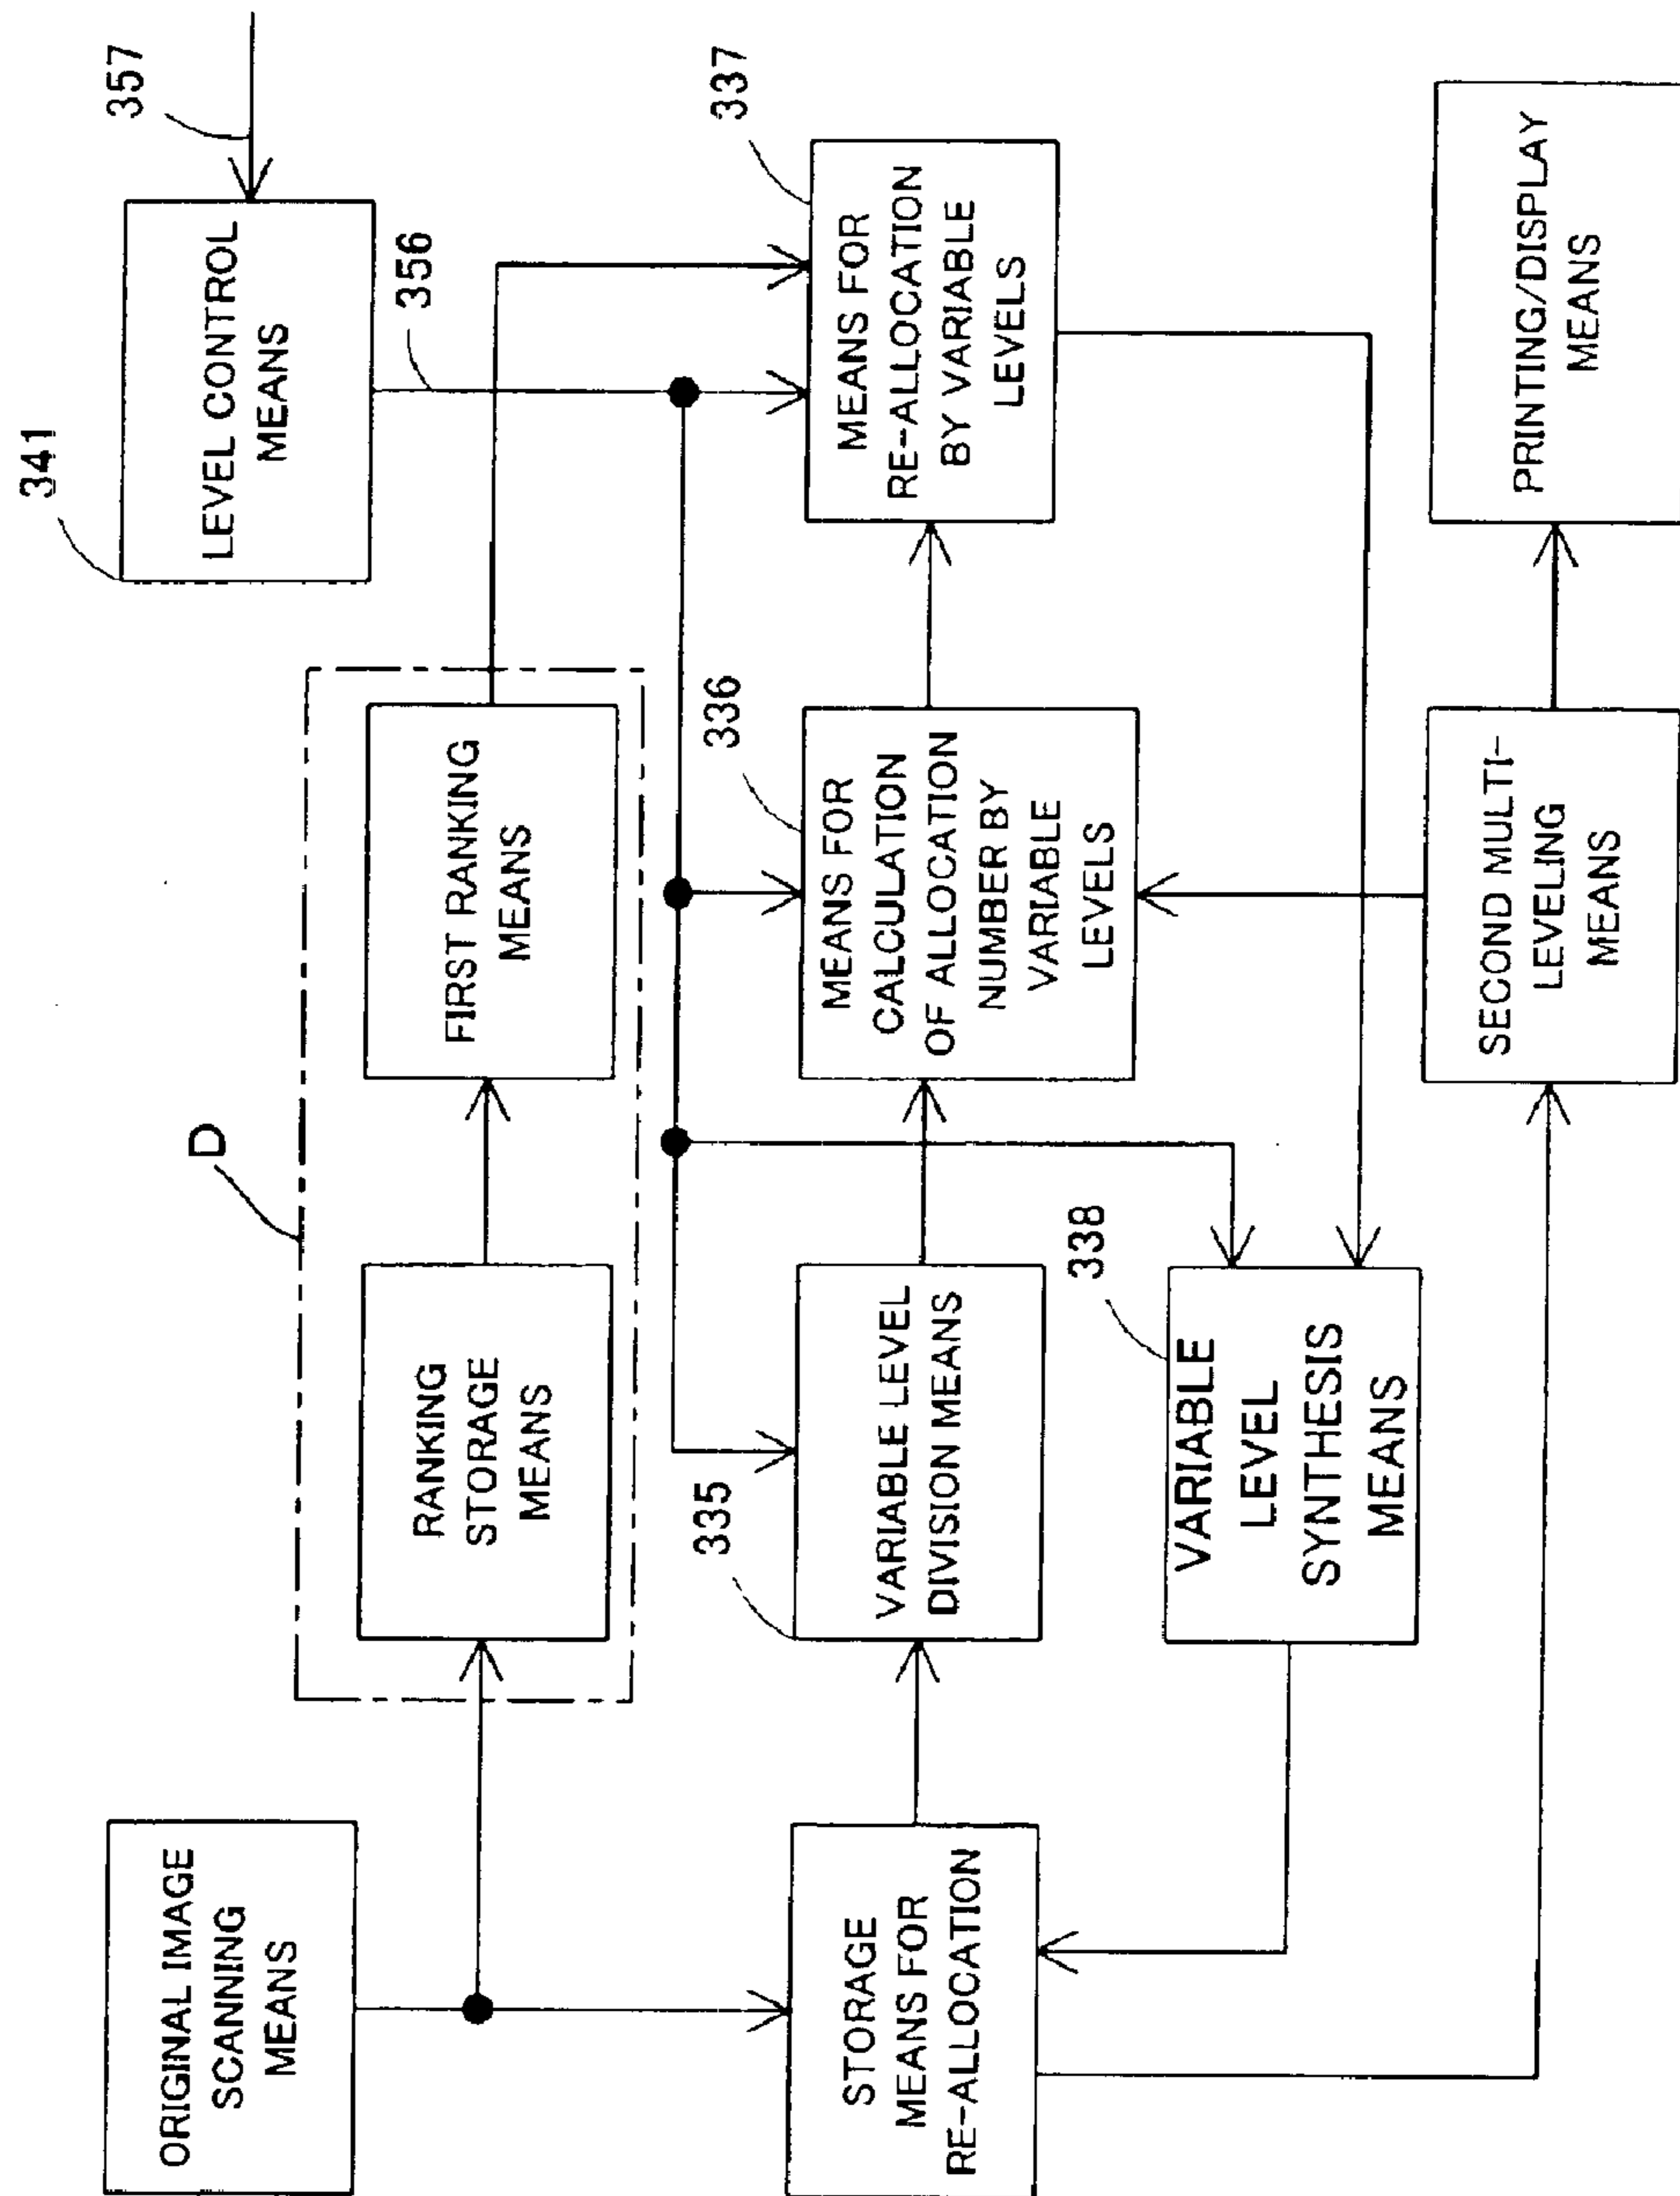 ORIGINAL IMAGE
SCANNING
MEANS
D
RANKING
STORAGE
MEANS
FIRST RANKING
MEANS
341
LEVEL CONTROL
MEANS
357
356
STORAGE
MEANS FOR
RE-ALLOCATION
335
VARIABLE LEVEL
DIVISION MEANS
336
MEANS FOR
CALCULATION
OF ALLOCATION
NUMBER BY
VARIABLE
LEVELS
337
MEANS FOR
RE-ALLOCATION
BY VARIABLE
LEVELS
338
VARIABLE
LEVEL
SYNTHESIS
MEANS
SECOND MULTI-
LEVELING
MEANS
PRINTING/DISPLAY
MEANS